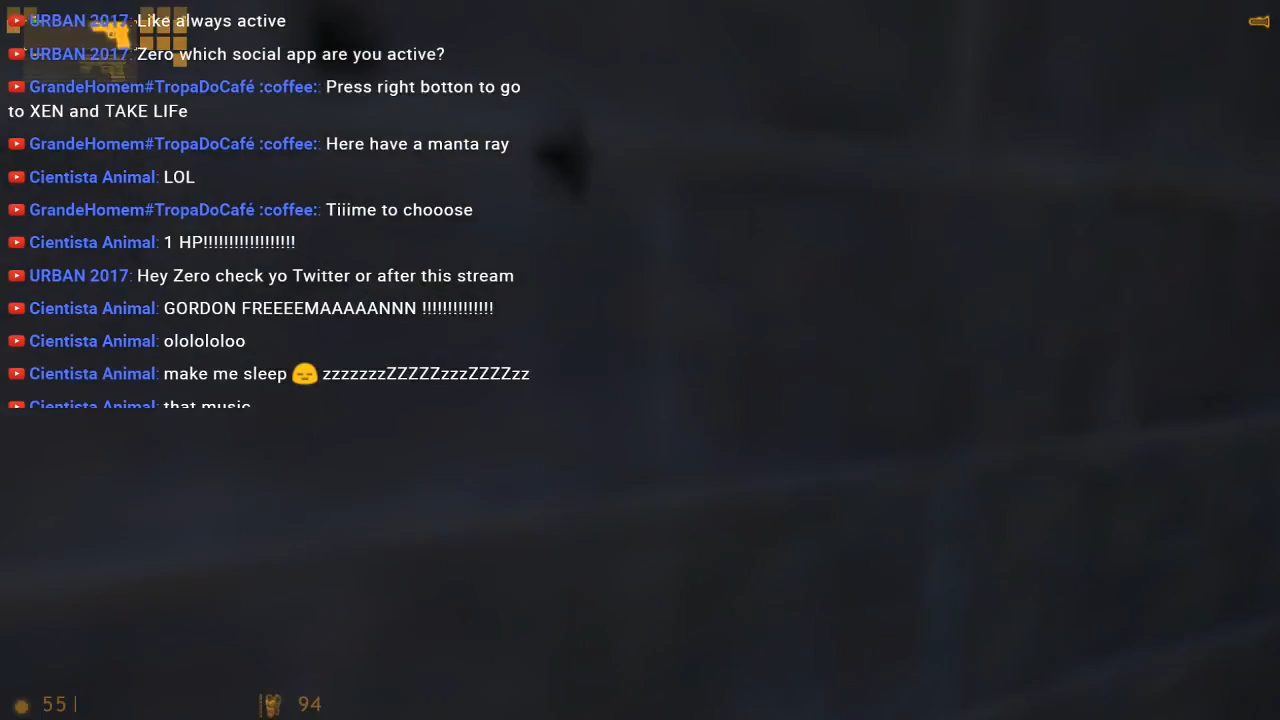 URBAN 2017: Like always active
URBAN 2017: Zero which social app are you active?
GrandeHomem#TropaDoCafé :coffee:: Press right botton to go
to XEN and TAKE LIFe
GrandeHomem#TropaDoCafé :coffee:: Here have a manta ray
Cientista Animal: LOL
GrandeHomem#TropaDoCafé :coffee:: Tiiime to chooose
Cientista Animal: 1 HP!!!!!!!!!!!!!!!!!!
URBAN 2017: Hey Zero check yo Twitter or after this stream
Cientista Animal: GORDON FREEEEMAAAAANNN !!!!!!!!!!!!!!
Cientista Animal: ololololoo
Cientista Animal: make me sleep 😑 zzzzzzzZZZZZzzzZZZZzz
Cientista Animal: that music
55 94